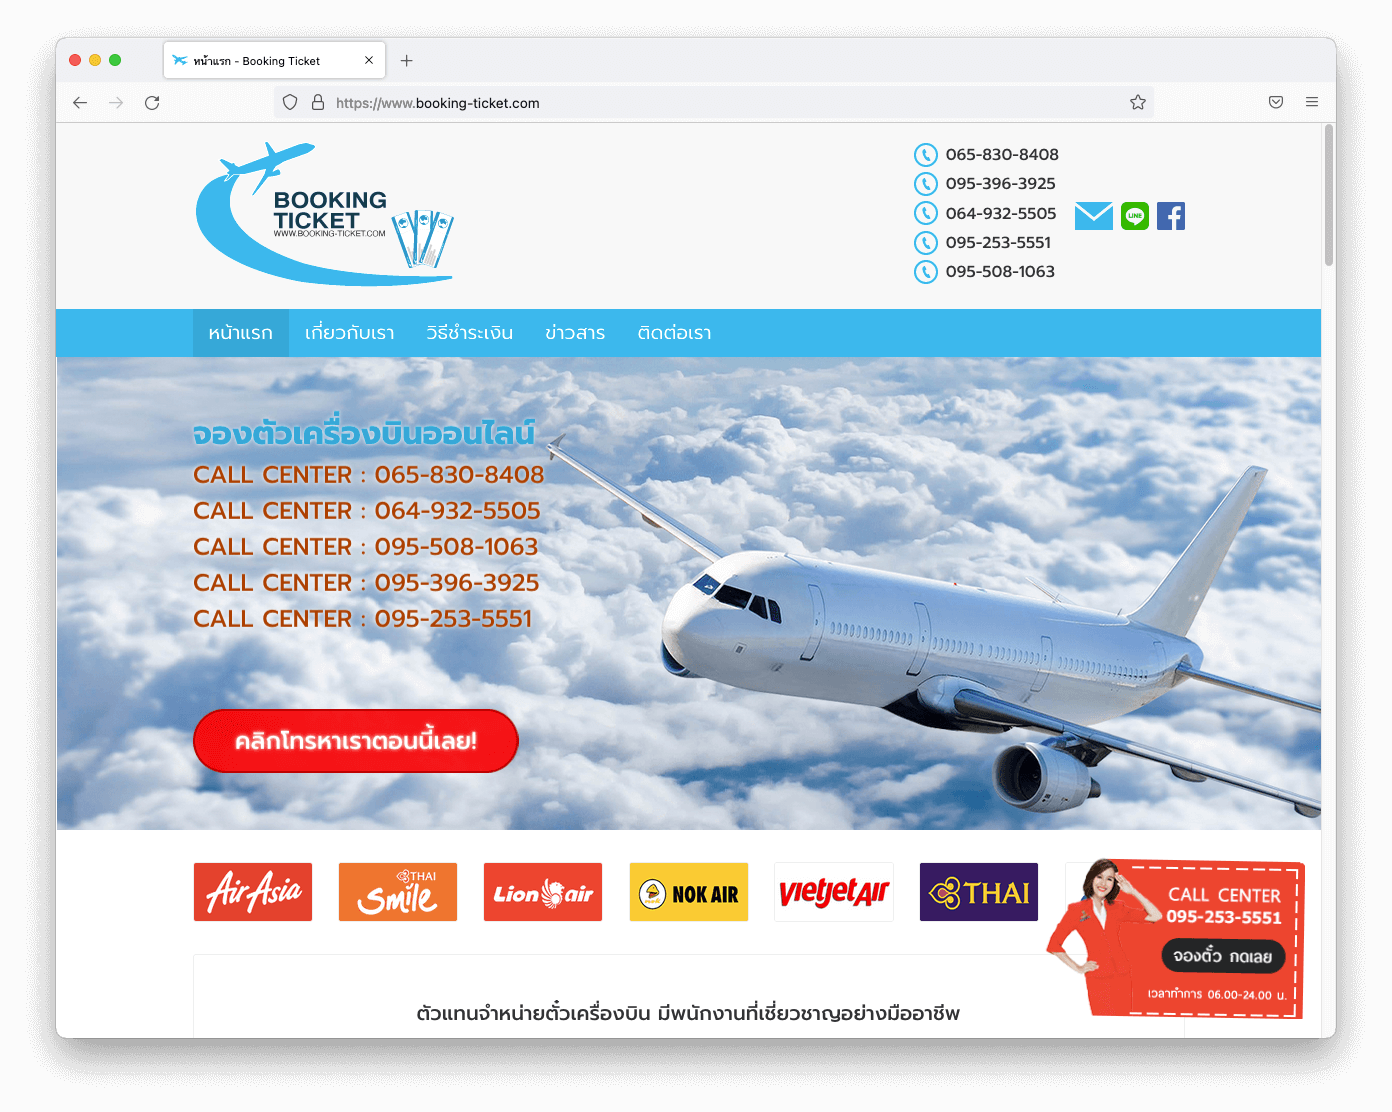 หน้าแรก - Booking Ticket
https://www.booking-ticket.com
BOOKING
TICKET
WWW.BOOKING-TICKET.COM
065-830-8408
095-396-3925
064-932-5505
095-253-5551
095-508-1063
LINE
หน้าแรก เกี่ยวกับเรา วิธีชำระเงิน ข่าวสาร ติดต่อเรา
จองตั๋วเครื่องบินออนไลน์
CALL CENTER : 065-830-8408
CALL CENTER : 064-932-5505
CALL CENTER : 095-508-1063
CALL CENTER : 095-396-3925
CALL CENTER : 095-253-5551
คลิกโทรหาเราตอนนี้เลย!
AirAsia
THAI
Smile
Lion air
NOK AIR
vietjet Air
THAI
CALL CENTER
095-253-5551
จองตั๋ว กดเลย
เวลาทำการ 06.00-24.00 น.
ตัวแทนจำหน่ายตั๋วเครื่องบิน มีพนักงานที่เชี่ยวชาญอย่างมืออาชีพ